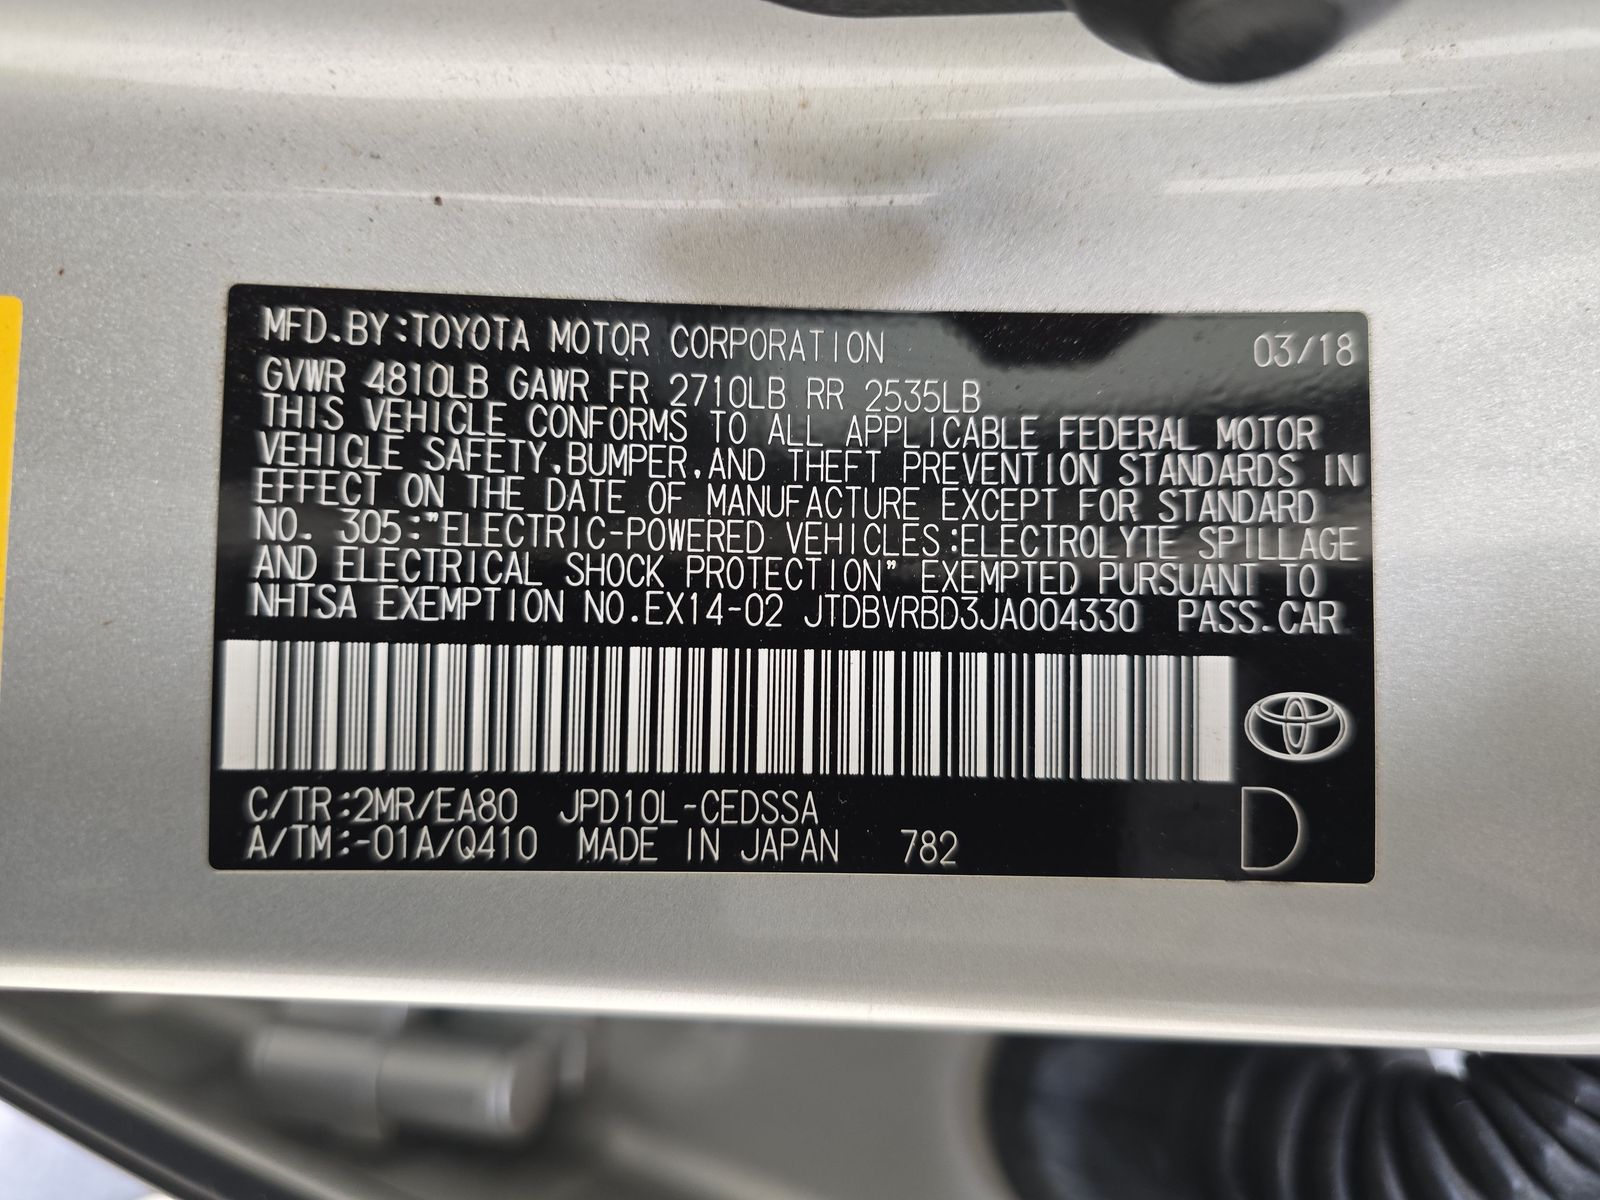 MFD.BY:TOYOTA MOTOR CORPORATION 03/18
GVWR 4810LB GAWR FR 2710LB RR 2535LB
THIS VEHICLE CONFORMS TO ALL APPLICABLE FEDERAL MOTOR
VEHICLE SAFETY,BUMPER,AND THEFT PREVENTION STANDARDS IN
EFFECT ON THE DATE OF MANUFACTURE EXCEPT FOR STANDARD
NO. 305:"ELECTRIC-POWERED VEHICLES:ELECTROLYTE SPILLAGE
AND ELECTRICAL SHOCK PROTECTION" EXEMPTED PURSUANT TO
NHTSA EXEMPTION NO.EX14-02 JTDBVRBD3JA004330 PASS.CAR
C/TR:2MR/EA80 JPD10L-CEDSSA
A/TM:-01A/Q410 MADE IN JAPAN 782
D